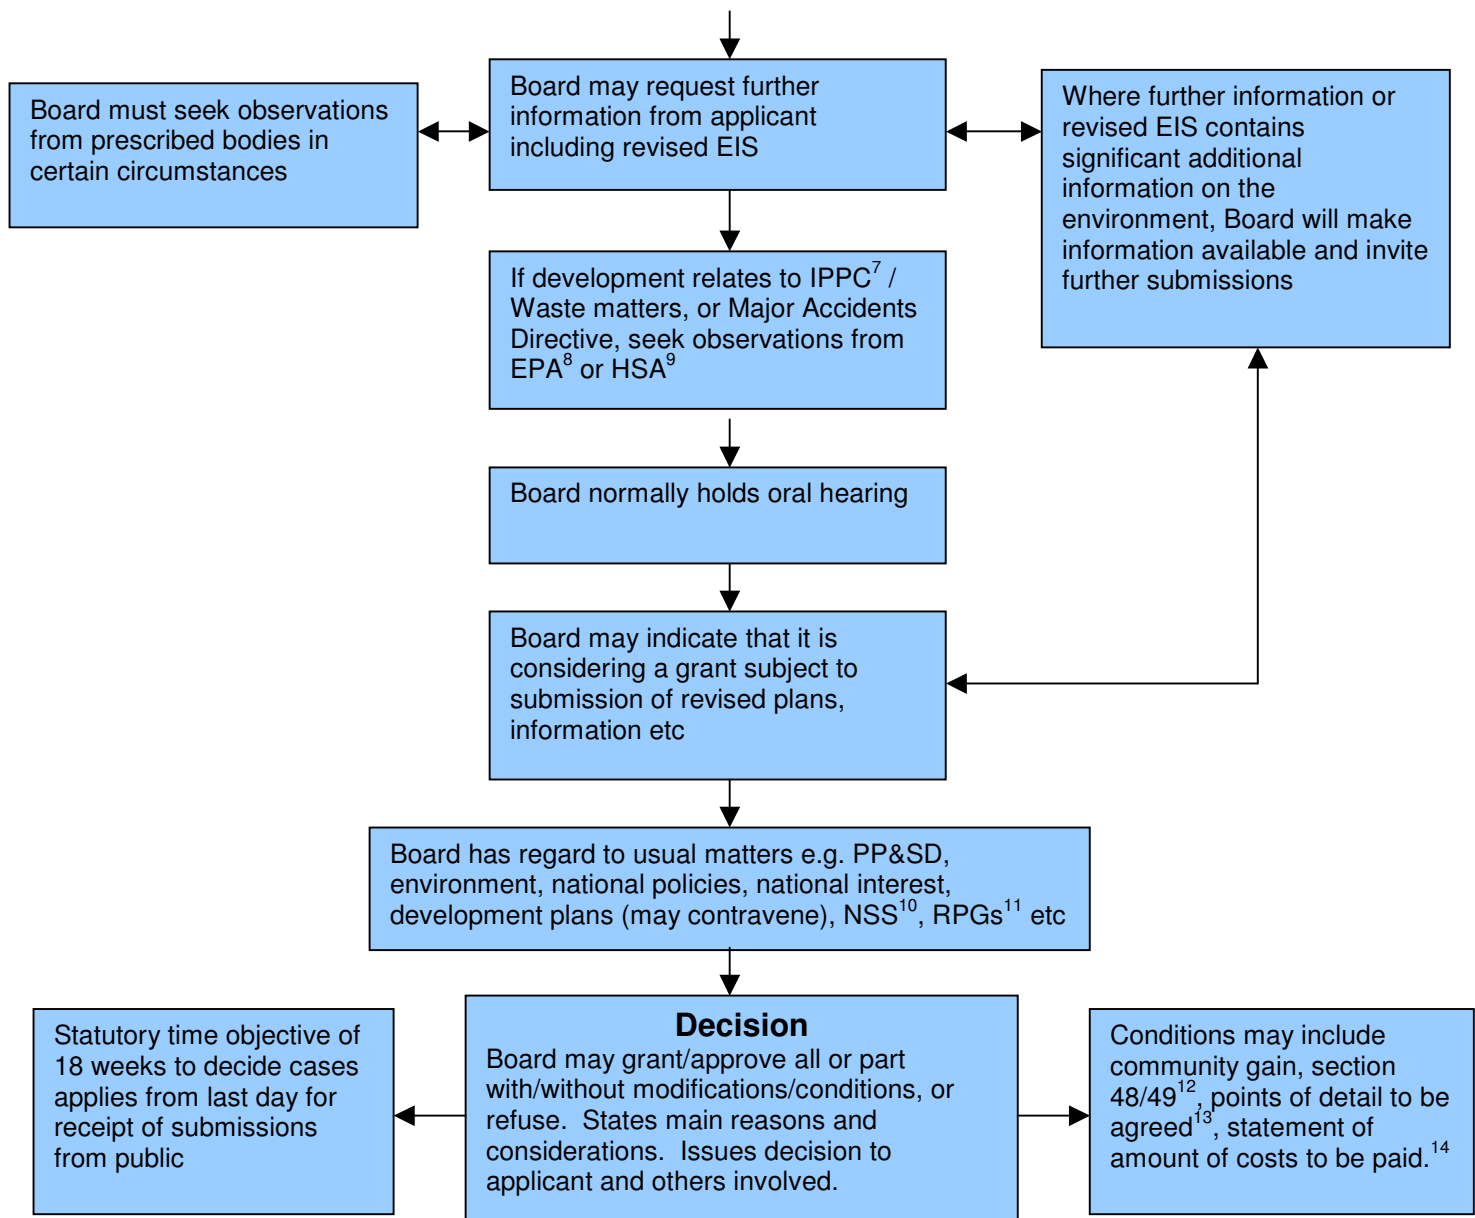 Board must seek observations
from prescribed bodies in
certain circumstances
Board may request further
information from applicant
including revised EIS
Where further information or
revised EIS contains
significant additional
information on the
environment, Board will make
information available and invite
further submissions
If development relates to IPPC⁷ /
Waste matters, or Major Accidents
Directive, seek observations from
EPA⁸ or HSA⁹
Board normally holds oral hearing
Board may indicate that it is
considering a grant subject to
submission of revised plans,
information etc
Board has regard to usual matters e.g. PP&SD,
environment, national policies, national interest,
development plans (may contravene), NSS¹⁰, RPGs¹¹ etc
Statutory time objective of
18 weeks to decide cases
applies from last day for
receipt of submissions
from public
Decision
Board may grant/approve all or part
with/without modifications/conditions, or
refuse.  States main reasons and
considerations.  Issues decision to
applicant and others involved.
Conditions may include
community gain, section
48/49¹², points of detail to be
agreed¹³, statement of
amount of costs to be paid.¹⁴